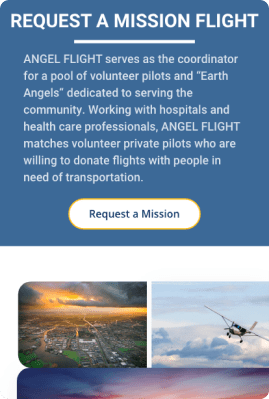 REQUEST A MISSION FLIGHT
ANGEL FLIGHT serves as the coordinator
for a pool of volunteer pilots and “Earth
Angels” dedicated to serving the
community. Working with hospitals and
health care professionals, ANGEL FLIGHT
matches volunteer private pilots who are
willing to donate flights with people in
need of transportation.
Request a Mission